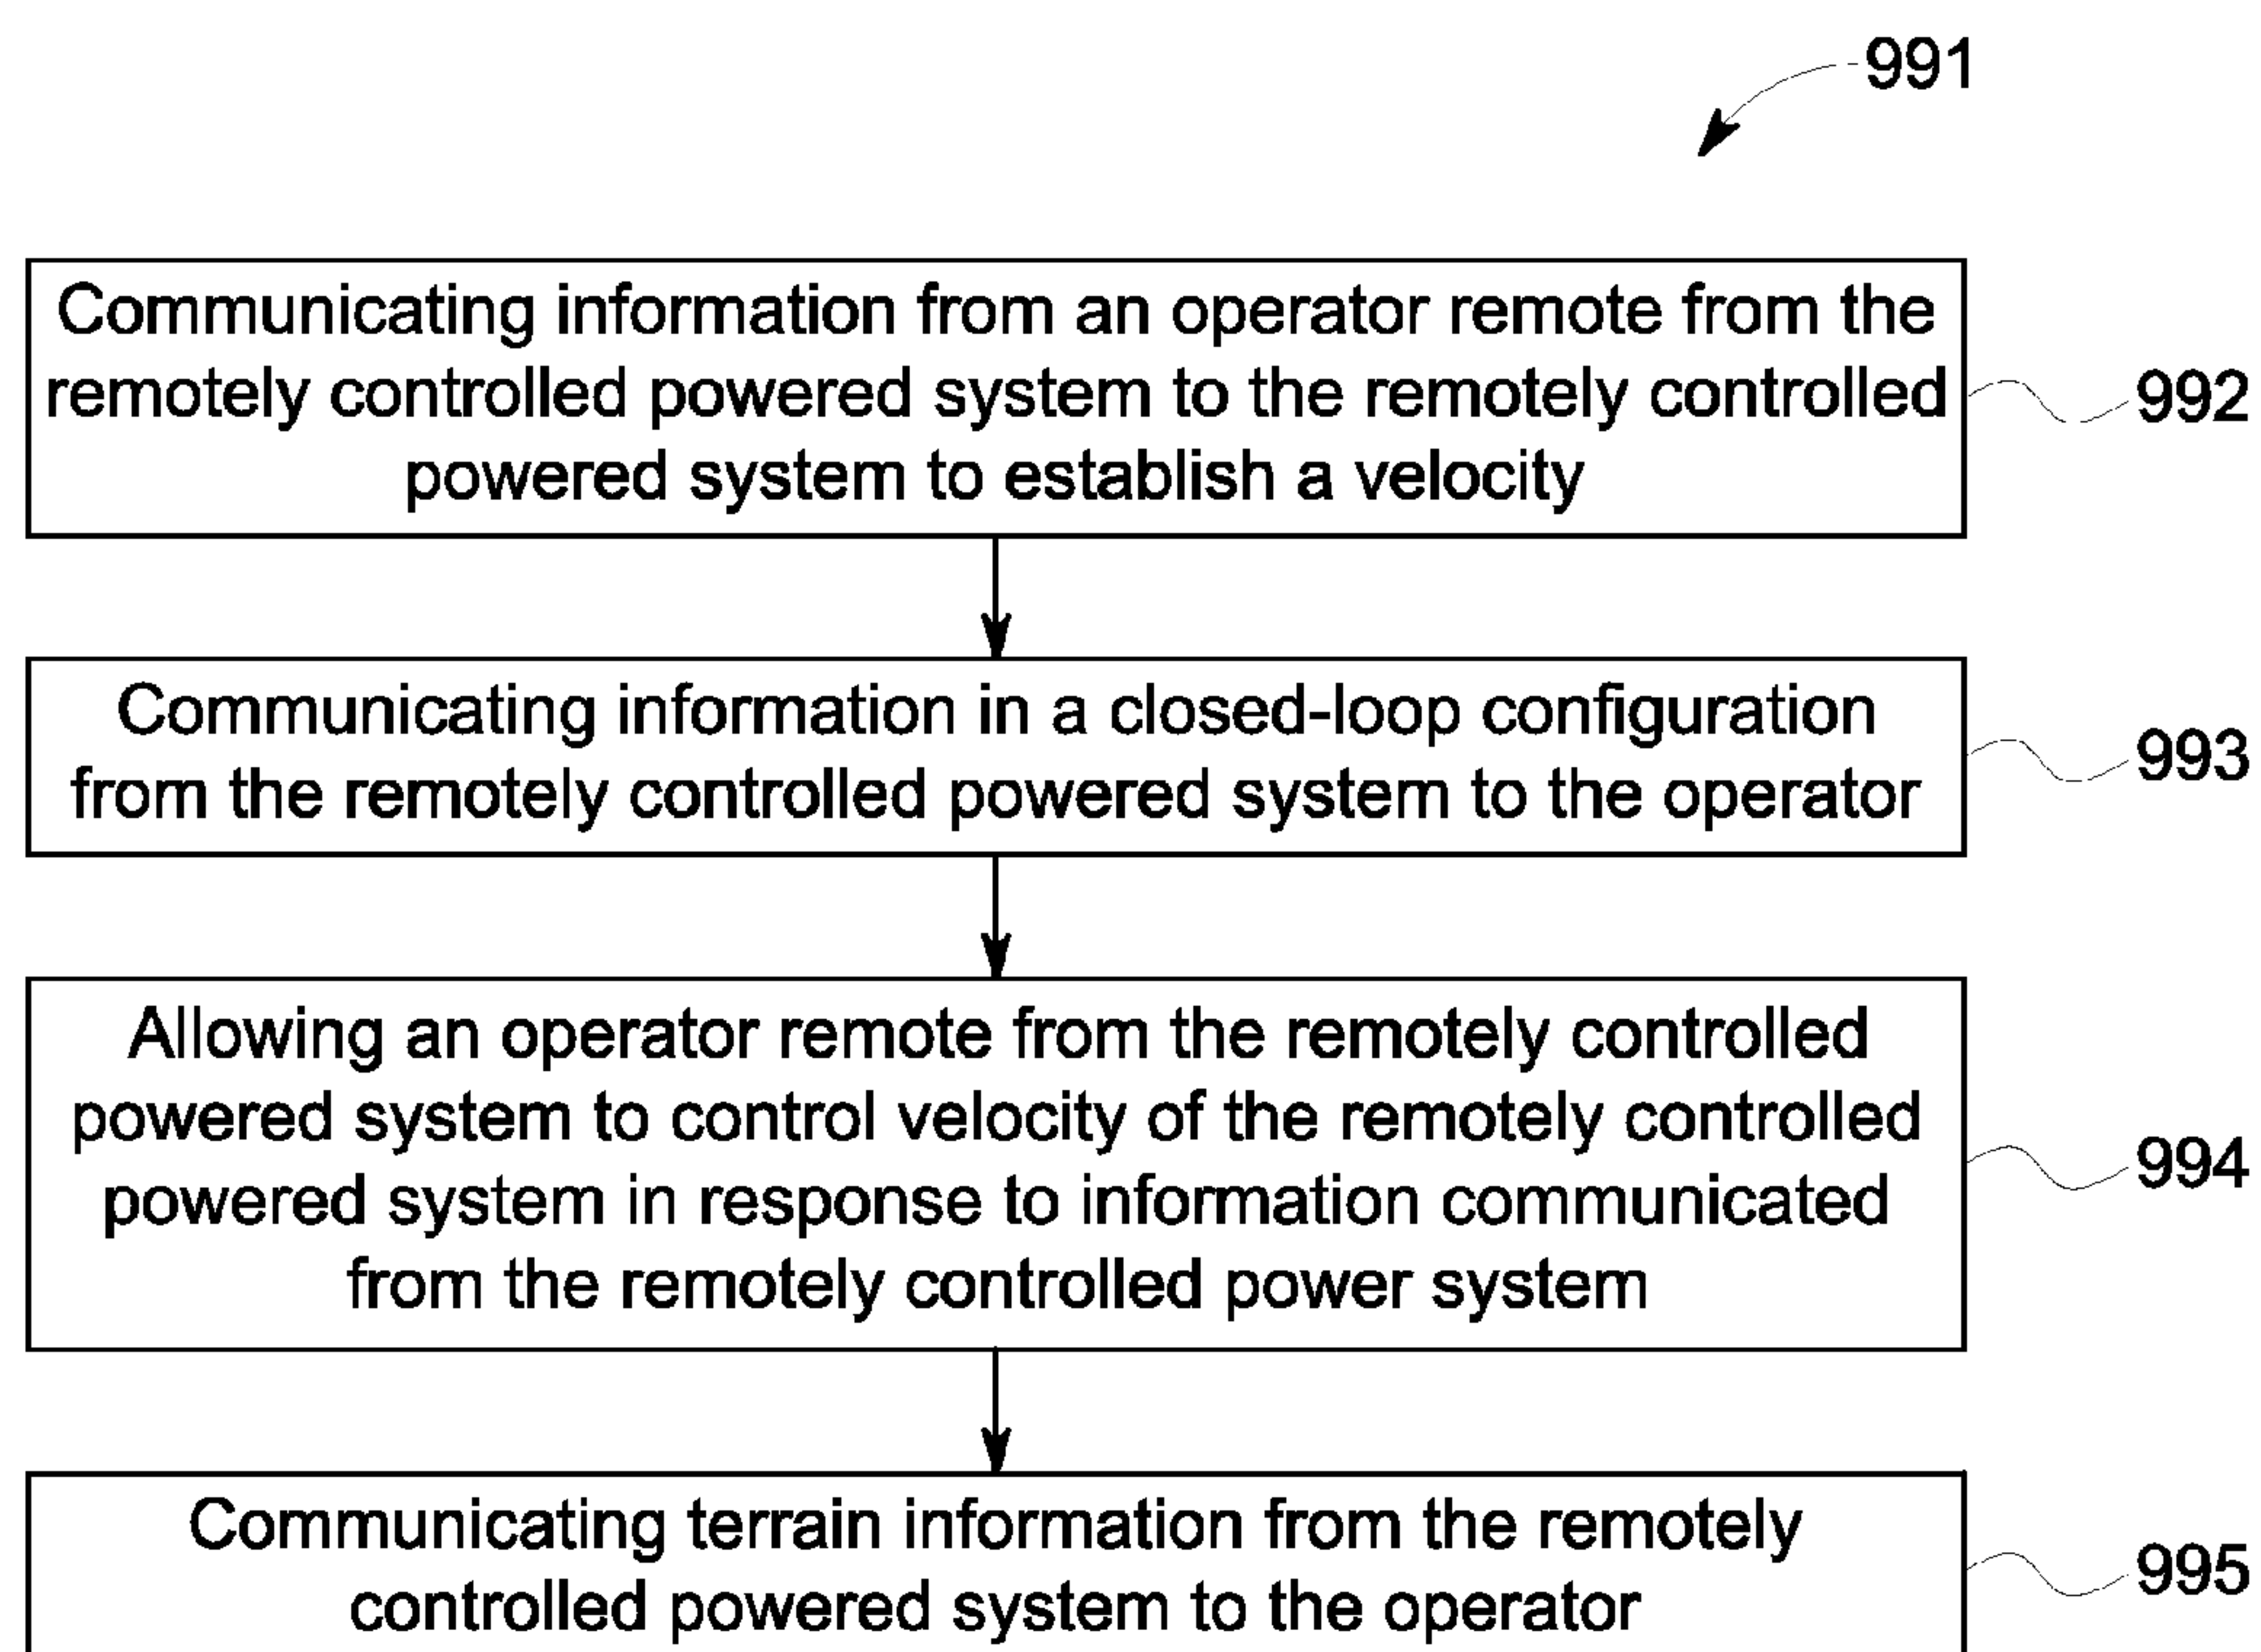 991
Communicating information from an operator remote from the
remotely controlled powered system to the remotely controlled
powered system to establish a velocity
992
Communicating information in a closed-loop configuration
from the remotely controlled powered system to the operator
993
Allowing an operator remote from the remotely controlled
powered system to control velocity of the remotely controlled
powered system in response to information communicated
from the remotely controlled power system
994
Communicating terrain information from the remotely
controlled powered system to the operator
995